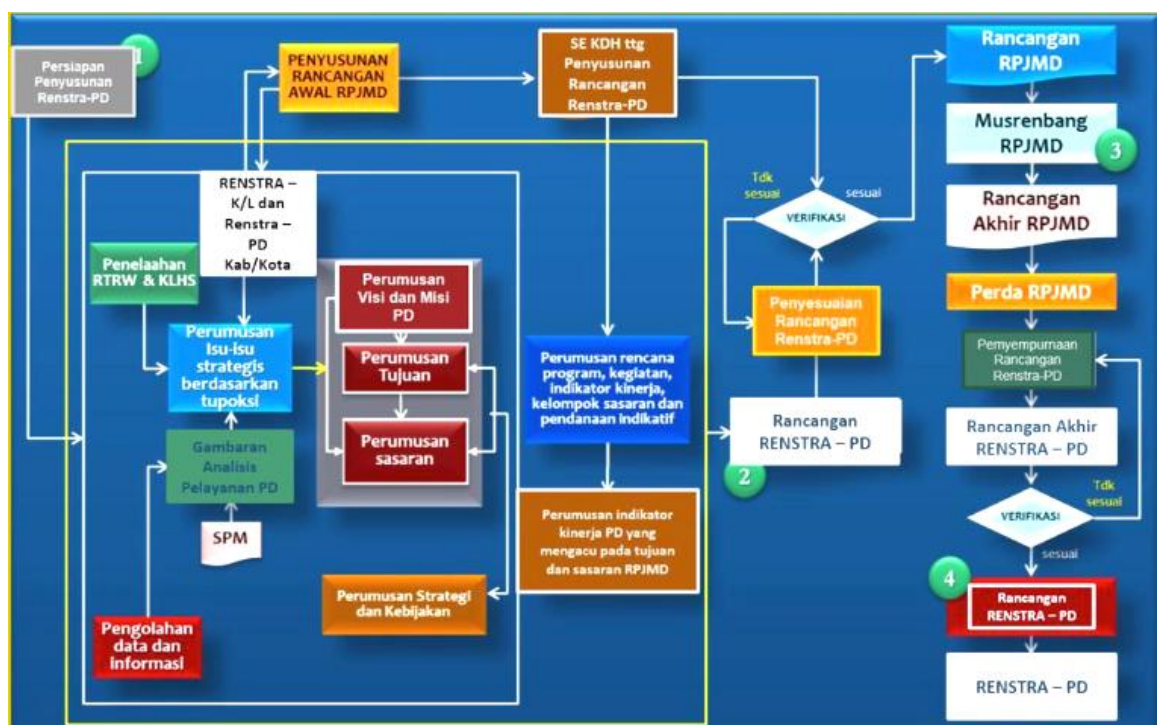 1
Persiapan
Penyusunan
Renstra-PD
PENYUSUNAN
RANCANGAN
AWAL RPJMD
SE KDH ttg
Penyusunan
Rancangan
Renstra-PD
RENSTRA –
K/L dan
Renstra –
PD
Kab/Kota
Penelaahan
RTRW & KLHS
Perumusan
Isu-isu
strategis
berdasarkan
tupoksi
Gambaran
Analisis
Pelayanan PD
SPM
Pengolahan
data dan
informasi
Perumusan
Visi dan Misi
PD
Perumusan
Tujuan
Perumusan
sasaran
Perumusan Strategi
dan Kebijakan
Perumusan rencana
program, kegiatan,
indikator kinerja,
kelompok sasaran dan
pendanaan indikatif
Perumusan indikator
kinerja PD yang
mengacu pada tujuan
dan sasaran RPJMD
Rancangan
RENSTRA – PD
2
Penyesuaian
Rancangan
Renstra-PD
VERIFIKASI
Tdk
sesuai
sesuai
Rancangan
RPJMD
Musrenbang
RPJMD
3
Rancangan
Akhir RPJMD
Perda RPJMD
Pemyempurnaan
Rancangan
Renstra-PD
Rancangan Akhir
RENSTRA – PD
VERIFIKASI
Tdk
sesuai
sesuai
4
Rancangan
RENSTRA – PD
RENSTRA – PD